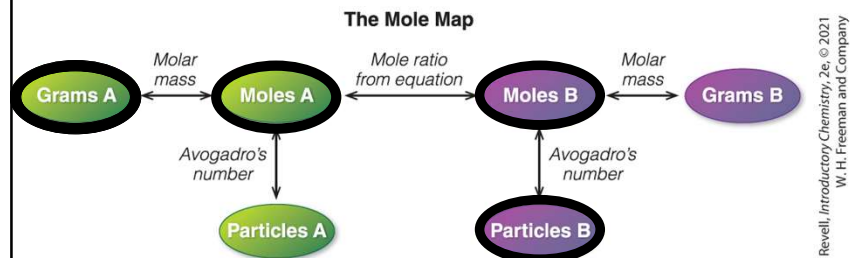 The Mole Map
Molar
mass
Mole ratio
from equation
Molar
mass
Grams A
Moles A
Moles B
Grams B
Avogadro's
number
Avogadro's
number
Particles A
Particles B
Revell, Introductory Chemistry, 2e, © 2021
W. H. Freeman and Company